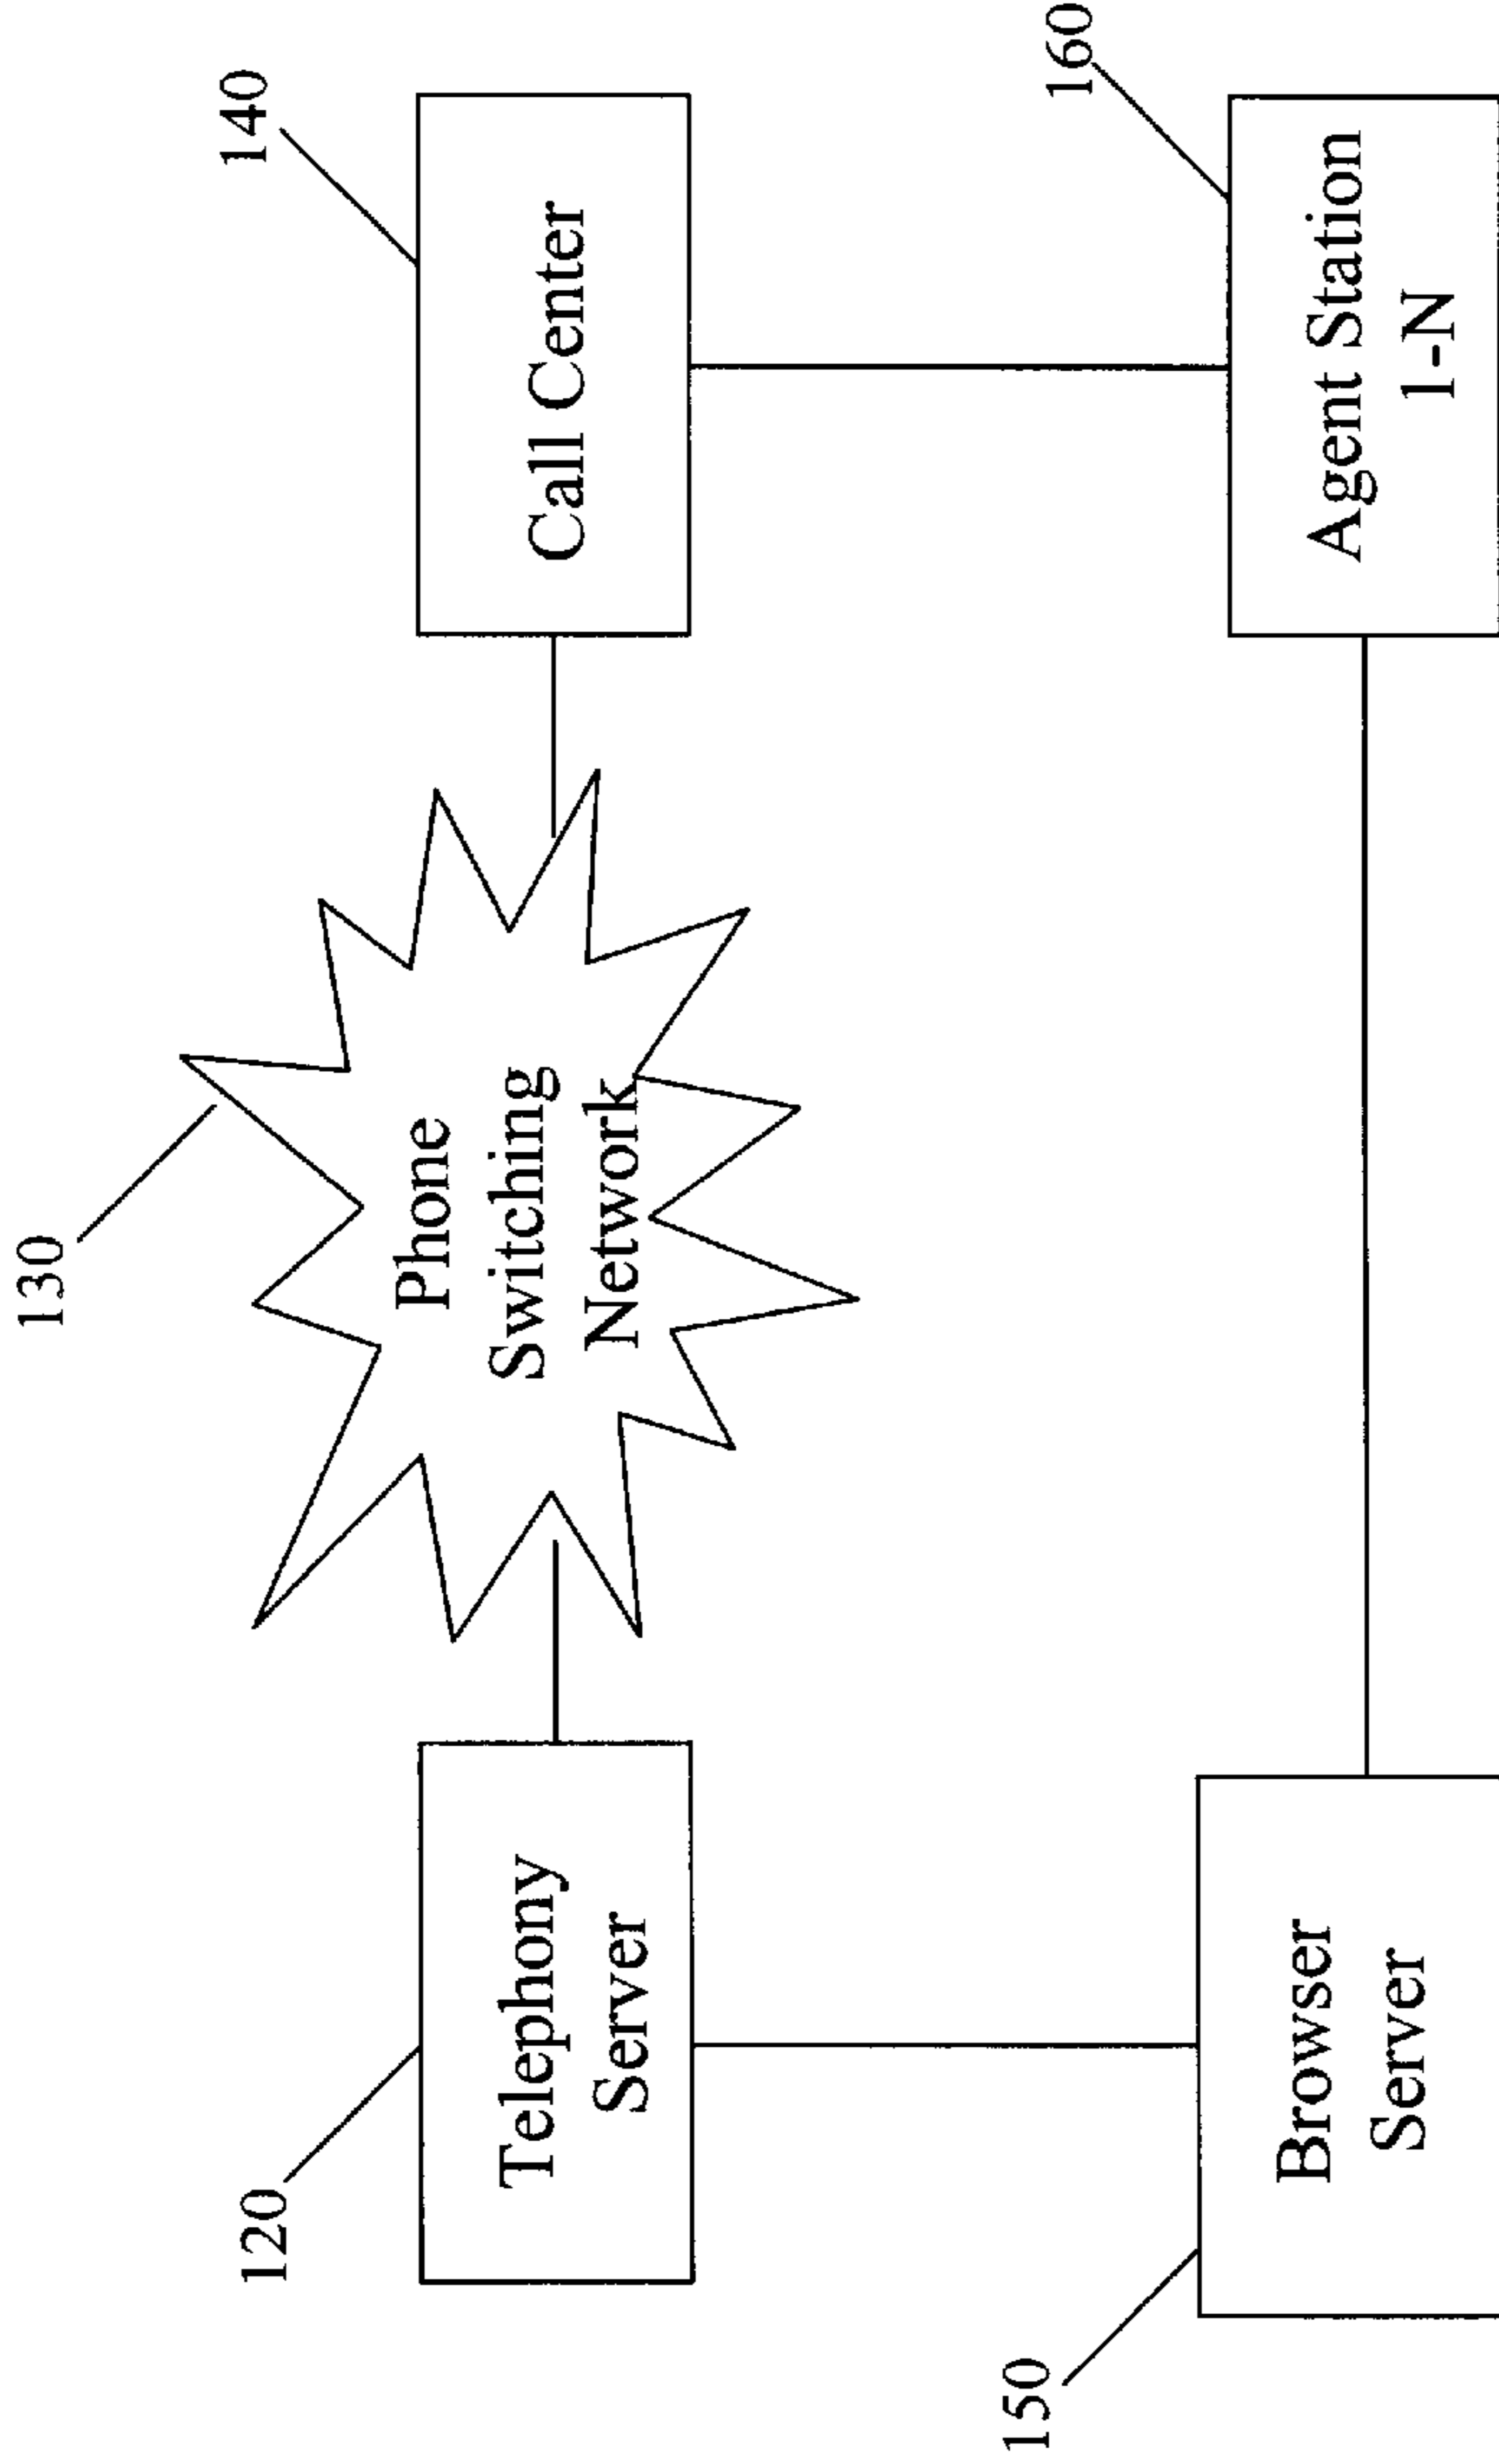 130
120
140
Phone
Switching
Network
Telephony
Server
Call Center
150
160
Browser
Server
Agent Station
1-N